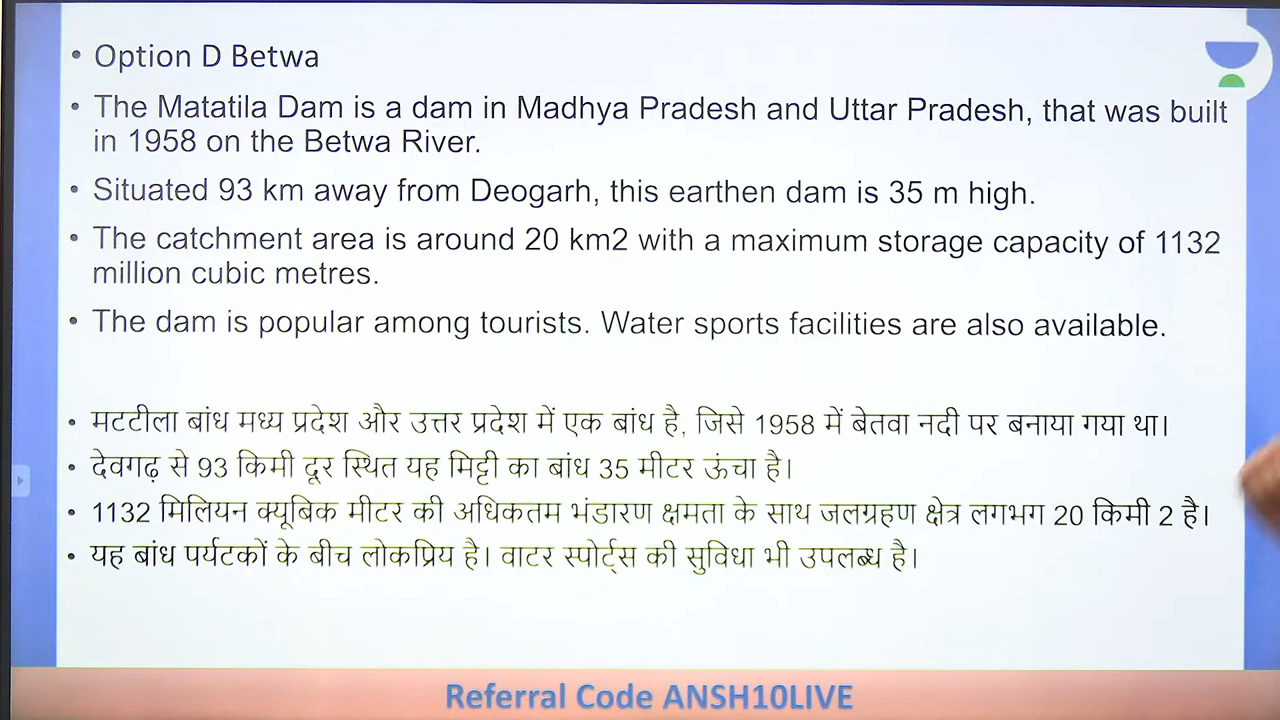 • Option D Betwa
• The Matatila Dam is a dam in Madhya Pradesh and Uttar Pradesh, that was built
in 1958 on the Betwa River.
• Situated 93 km away from Deogarh, this earthen dam is 35 m high.
• The catchment area is around 20 km2 with a maximum storage capacity of 1132
million cubic metres.
• The dam is popular among tourists. Water sports facilities are also available.
• मटटीला बांध मध्य प्रदेश और उत्तर प्रदेश में एक बांध है, जिसे 1958 में बेतवा नदी पर बनाया गया था।
• देवगढ़ से 93 किमी दूर स्थित यह मिट्टी का बांध 35 मीटर ऊंचा है।
• 1132 मिलियन क्यूबिक मीटर की अधिकतम भंडारण क्षमता के साथ जलग्रहण क्षेत्र लगभग 20 किमी 2 है।
• यह बांध पर्यटकों के बीच लोकप्रिय है। वाटर स्पोर्ट्स की सुविधा भी उपलब्ध है।
Referral Code ANSH10LIVE